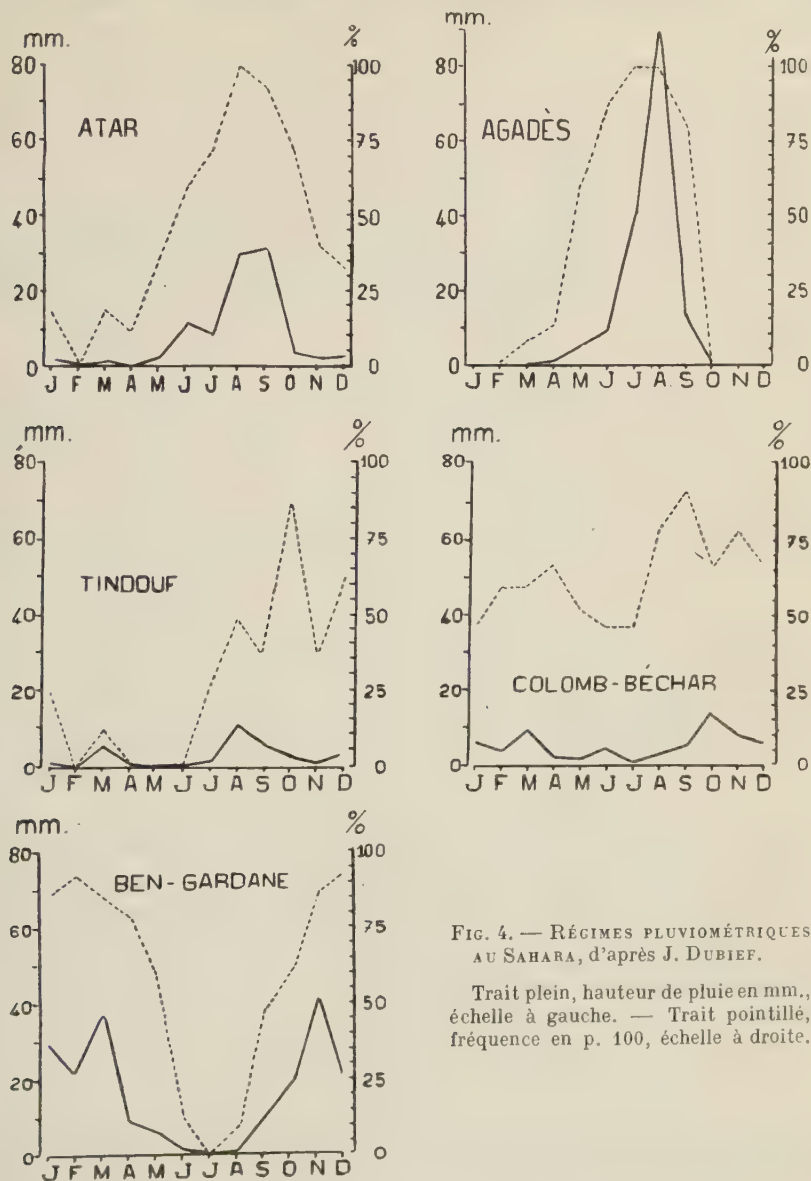 mm.
%
80
60
40
20
0
100
75
50
25
0
ATAR
J F M A M J J A S O N D
mm.
%
80
60
40
20
0
100
75
50
25
0
AGADÈS
J F M A M J J A S O N D
mm.
%
80
60
40
20
0
100
75
50
25
0
TINDOUF
J F M A M J J A S O N D
mm.
%
80
60
40
20
0
100
75
50
25
0
COLOMB-BÉCHAR
J F M A M J J A S O N D
mm.
%
80
60
40
20
0
100
75
50
25
0
BEN-GARDANE
J F M A M J J A S O N D
FIG. 4. — RÉGIMES PLUVIOMÉTRIQUES
AU SAHARA, d'après J. DUBIEF.
Trait plein, hauteur de pluie en mm.,
échelle à gauche. — Trait pointillé,
fréquence en p. 100, échelle à droite.